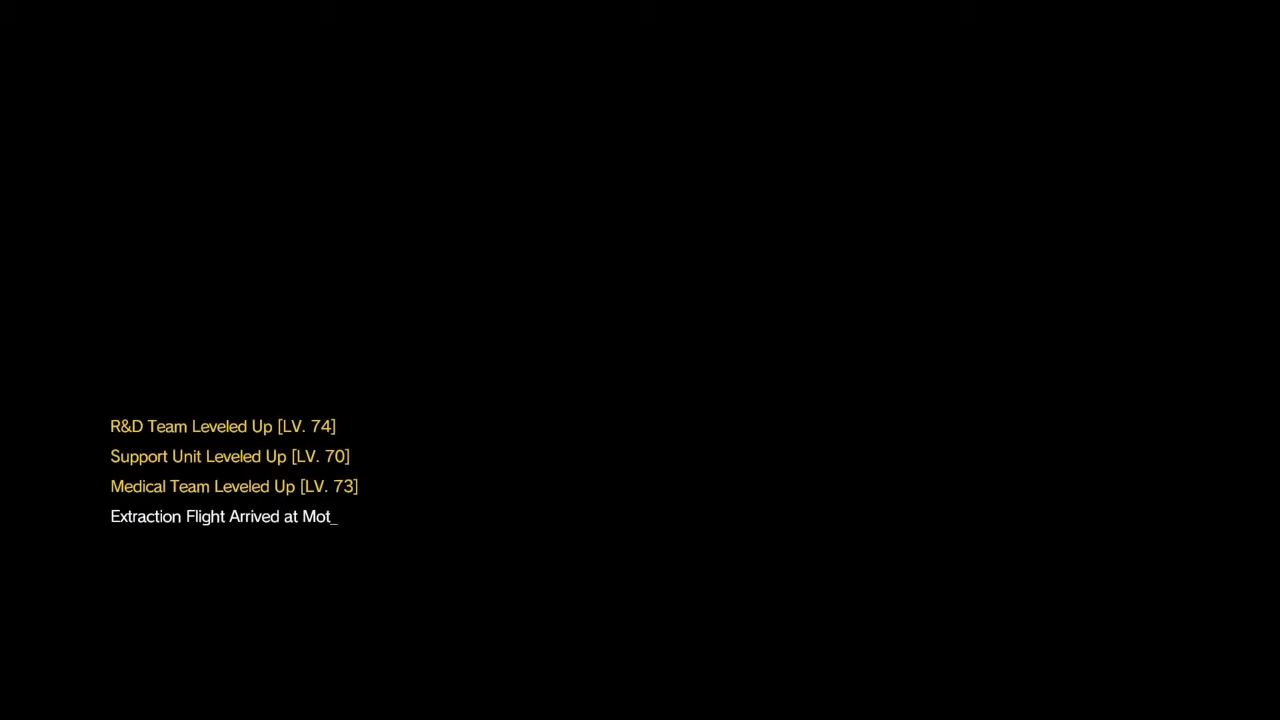 R&D Team Leveled Up [LV. 74]
Support Unit Leveled Up [LV. 70]
Medical Team Leveled Up [LV. 73]
Extraction Flight Arrived at Mot_